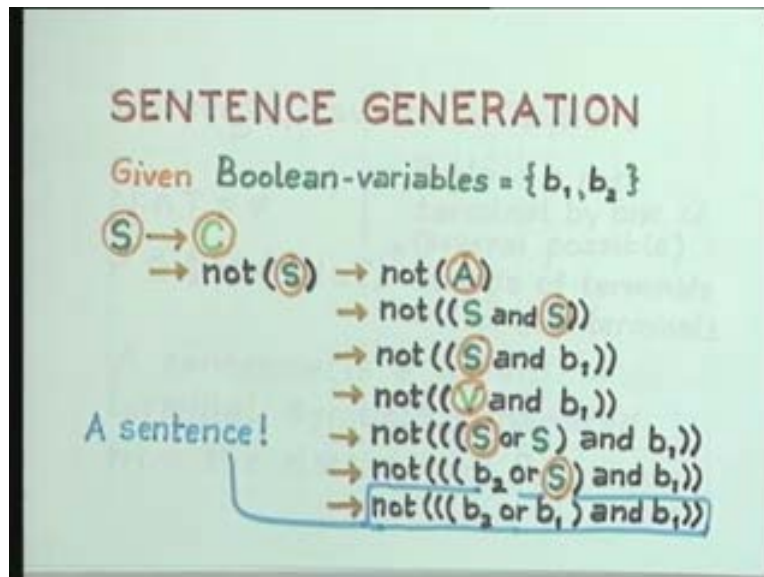 SENTENCE GENERATION
Given Boolean-variables = {b₁, b₂}
S → C
→ not(S) → not(A)
→ not((S and S))
→ not((S and b₁))
→ not((V and b₁))
A sentence! → not(((S or S) and b₁))
→ not(((b₂ or S) and b₁))
→ not(((b₂ or b₁) and b₁))